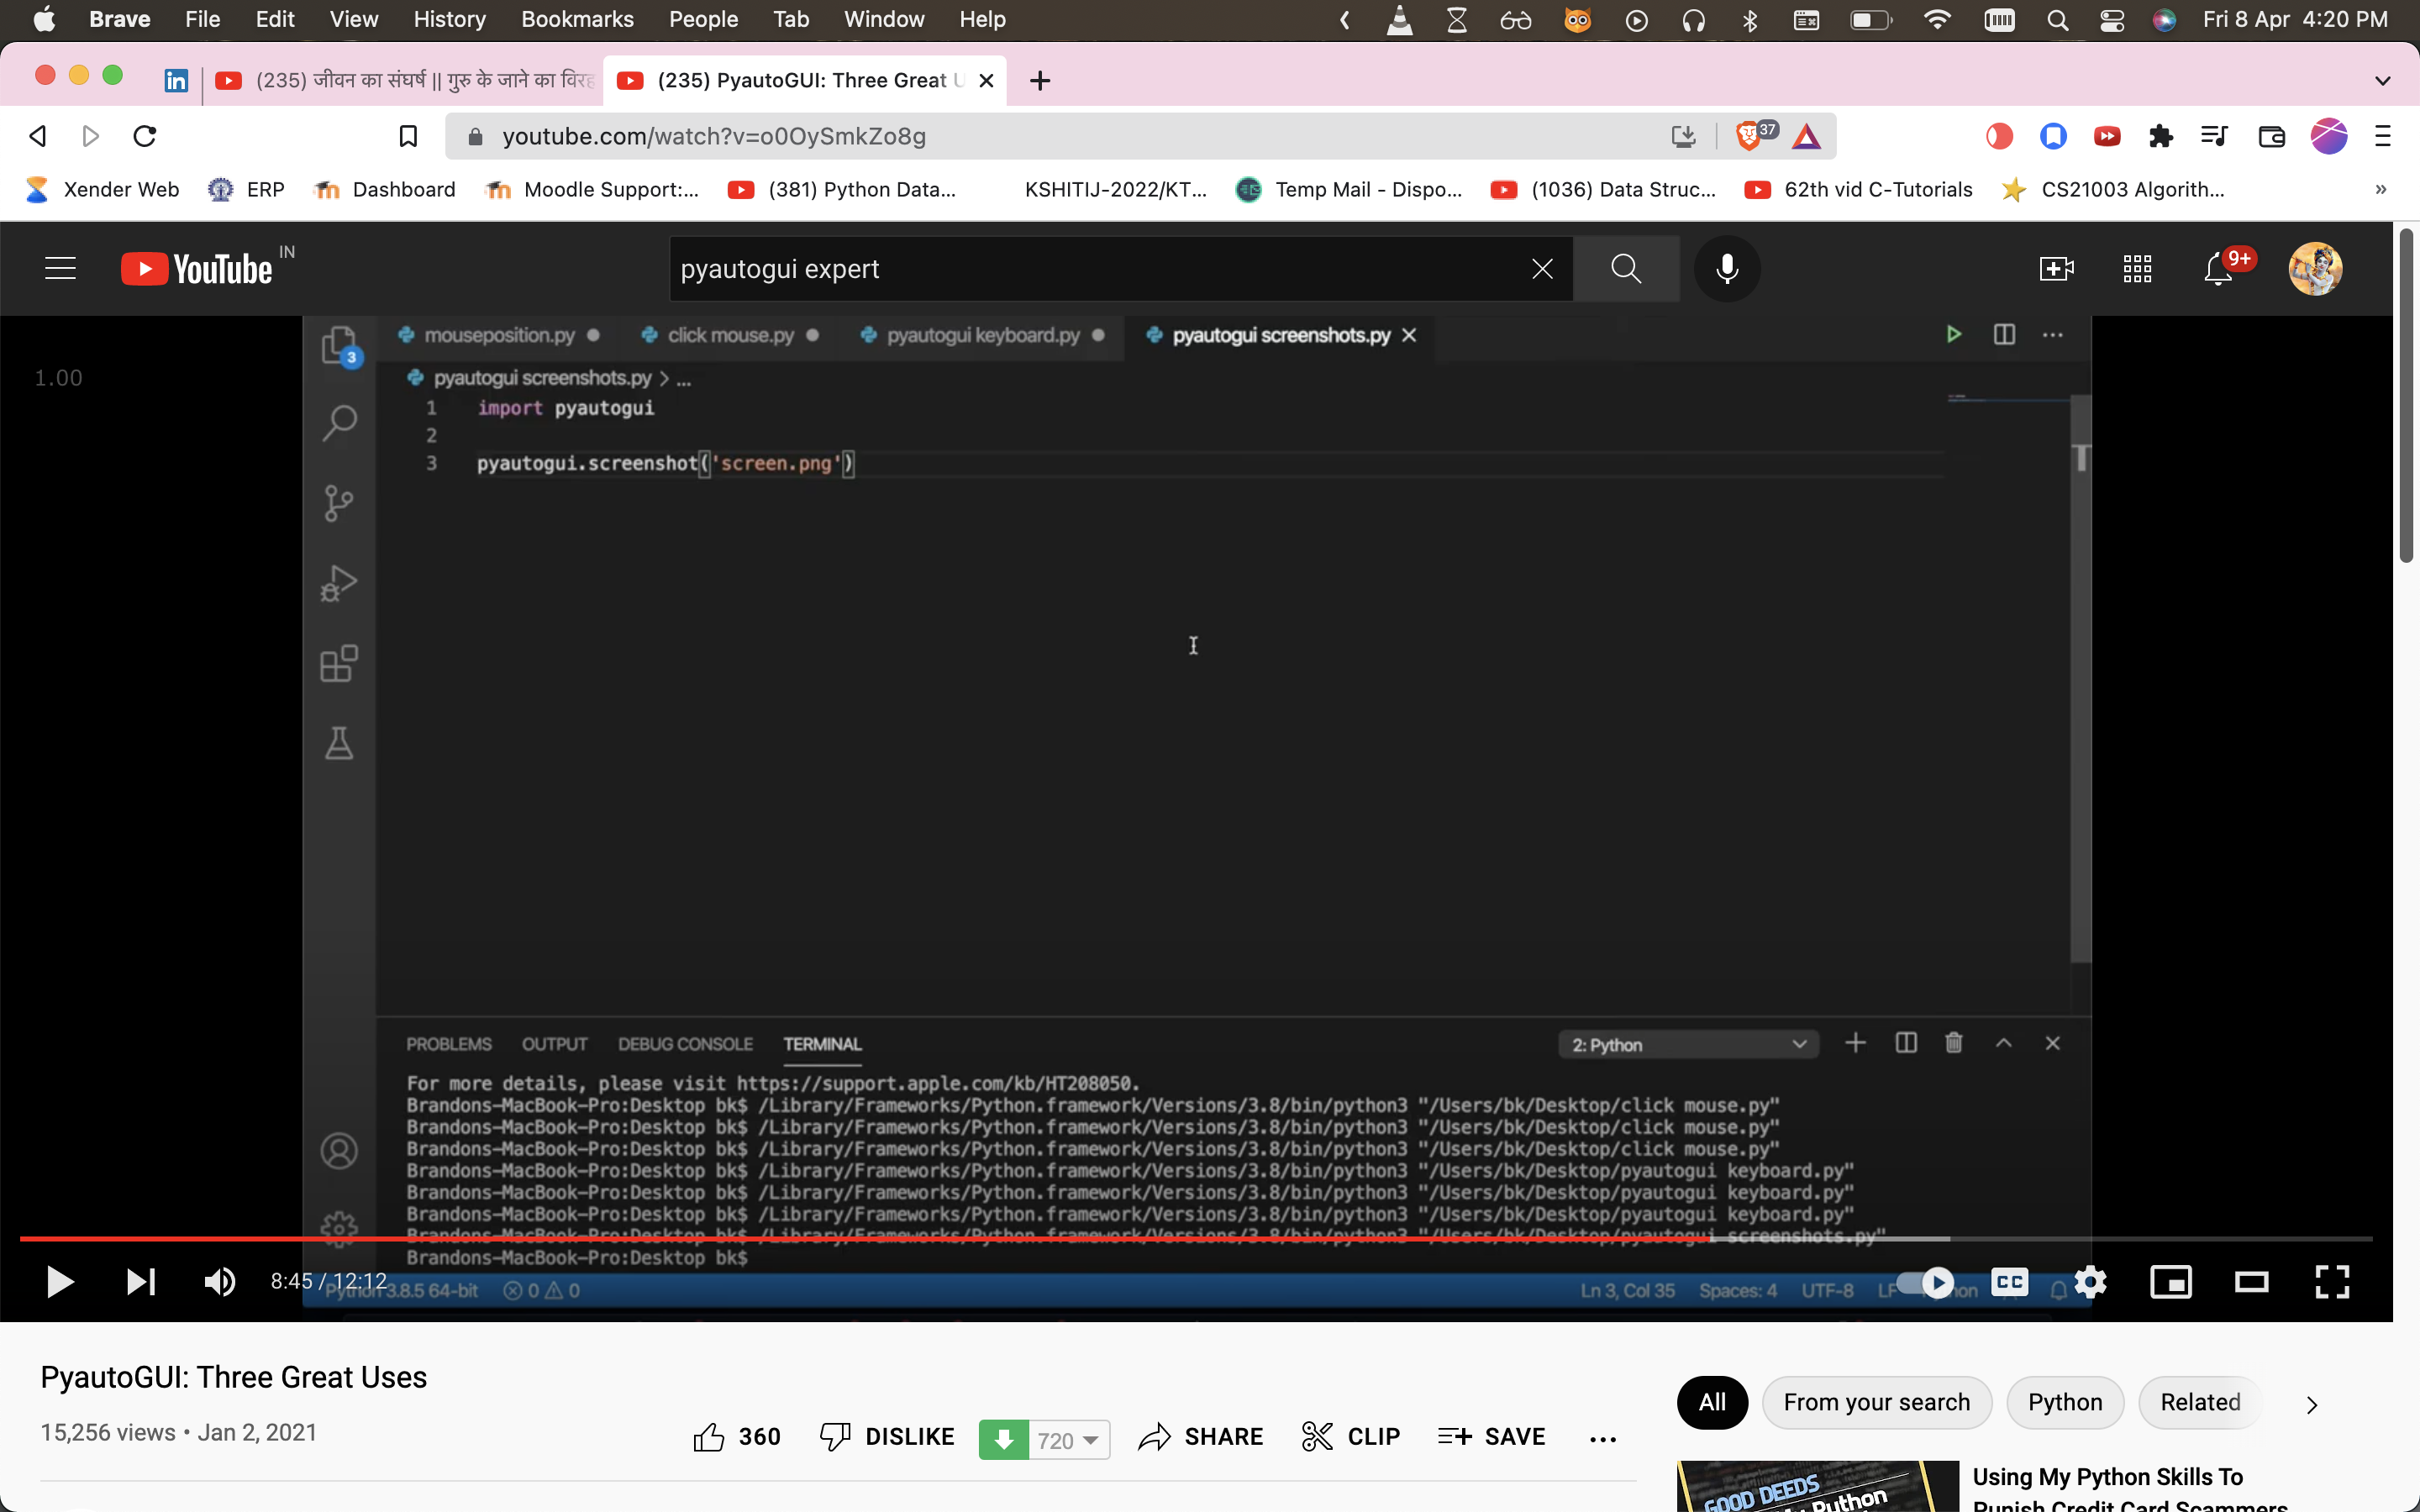 Brave File Edit View History Bookmarks People Tab Window Help Fri 8 Apr 4:20 PM
(235) जीवन का संघर्ष || गुरु के जाने का विरह (235) PyautoGUI: Three Great U
youtube.com/watch?v=o0OySmkZo8g 37
Xender Web ERP Dashboard Moodle Support:... (381) Python Data... KSHITIJ-2022/KT... Temp Mail - Dispo... (1036) Data Struc... 62th vid C-Tutorials CS21003 Algorith... »
YouTube IN pyautogui expert 9+
3 mouseposition.py click mouse.py pyautogui keyboard.py pyautogui screenshots.py
1.00
pyautogui screenshots.py > ...
1 import pyautogui
2
3 pyautogui.screenshot('screen.png')
PROBLEMS OUTPUT DEBUG CONSOLE TERMINAL 2: Python
For more details, please visit https://support.apple.com/kb/HT208050.
Brandons-MacBook-Pro:Desktop bk$ /Library/Frameworks/Python.framework/Versions/3.8/bin/python3 "/Users/bk/Desktop/click mouse.py"
Brandons-MacBook-Pro:Desktop bk$ /Library/Frameworks/Python.framework/Versions/3.8/bin/python3 "/Users/bk/Desktop/click mouse.py"
Brandons-MacBook-Pro:Desktop bk$ /Library/Frameworks/Python.framework/Versions/3.8/bin/python3 "/Users/bk/Desktop/click mouse.py"
Brandons-MacBook-Pro:Desktop bk$ /Library/Frameworks/Python.framework/Versions/3.8/bin/python3 "/Users/bk/Desktop/pyautogui keyboard.py"
Brandons-MacBook-Pro:Desktop bk$ /Library/Frameworks/Python.framework/Versions/3.8/bin/python3 "/Users/bk/Desktop/pyautogui keyboard.py"
Brandons-MacBook-Pro:Desktop bk$ /Library/Frameworks/Python.framework/Versions/3.8/bin/python3 "/Users/bk/Desktop/pyautogui keyboard.py"
Brandons-MacBook-Pro:Desktop bk$ /Library/Frameworks/Python.framework/Versions/3.8/bin/python3 "/Users/bk/Desktop/pyautogui screenshots.py"
Brandons-MacBook-Pro:Desktop bk$
8:45 / 12:12 CC
Python 3.8.5 64-bit 0 0 Ln 3, Col 35 Spaces: 4 UTF-8 LF
PyautoGUI: Three Great Uses
15,256 views • Jan 2, 2021
360 DISLIKE 720 SHARE CLIP SAVE ...
All From your search Python Related
GOOD DEEDS
Python
Using My Python Skills To
Punish Credit Card Scammers